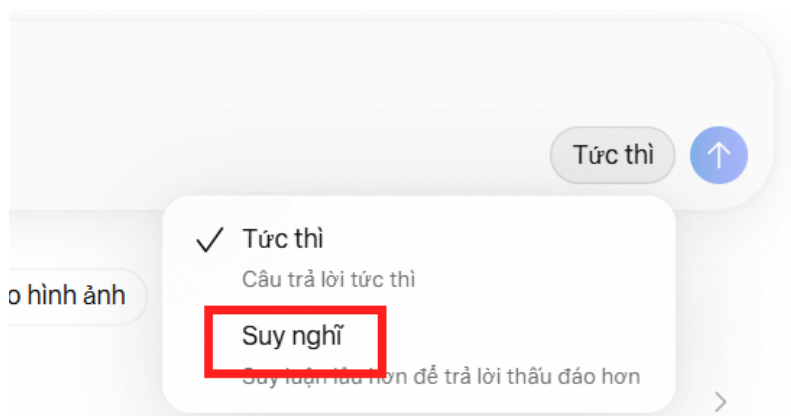 Tức thì
Tức thì
Câu trả lời tức thì
o hình ảnh
Suy nghĩ
Suy luận lâu hơn để trả lời thấu đáo hơn